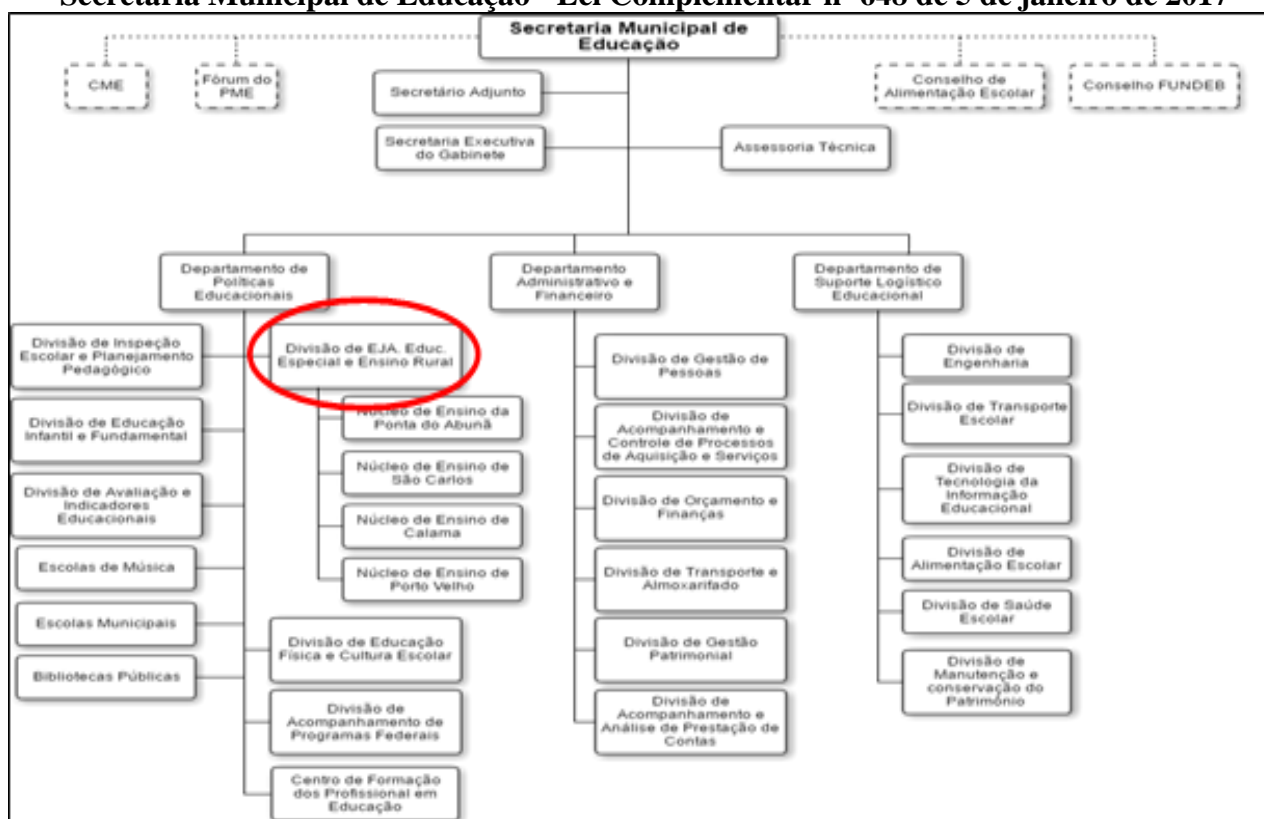 Secretaria Municipal de Educação - Lei Complementar nº 648 de 5 de janeiro de 2017
Secretaria Municipal de
Educação
CME
Fórum do
PME
Conselho de
Alimentação Escolar
Conselho FUNDEB
Secretário Adjunto
Secretaria Executiva
do Gabinete
Assessoria Técnica
Departamento de
Políticas
Educacionais
Departamento
Administrativo e
Financeiro
Departamento de
Suporte Logístico
Educacional
Divisão de Inspeção
Escolar e Planejamento
Pedagógico
Divisão de Educação
Infantil e Fundamental
Divisão de Avaliação e
Indicadores
Educacionais
Escolas de Música
Escolas Municipais
Bibliotecas Públicas
Divisão de EJA. Educ.
Especial e Ensino Rural
Núcleo de Ensino da
Ponta do Abunã
Núcleo de Ensino de
São Carlos
Núcleo de Ensino de
Calama
Núcleo de Ensino de
Porto Velho
Divisão de Educação
Física e Cultura Escolar
Divisão de
Acompanhamento de
Programas Federais
Centro de Formação
dos Profissional em
Educação
Divisão de Gestão de
Pessoas
Divisão de
Acompanhamento e
Controle de Processos
de Aquisição e Serviços
Divisão de Orçamento e
Finanças
Divisão de Transporte e
Almoxarifado
Divisão de Gestão
Patrimonial
Divisão de
Acompanhamento e
Análise de Prestação de
Contas
Divisão de
Engenharia
Divisão de Transporte
Escolar
Divisão de
Tecnologia da
Informação
Educacional
Divisão de
Alimentação Escolar
Divisão de Saúde
Escolar
Divisão de
Manutenção e
conservação do
Patrimônio